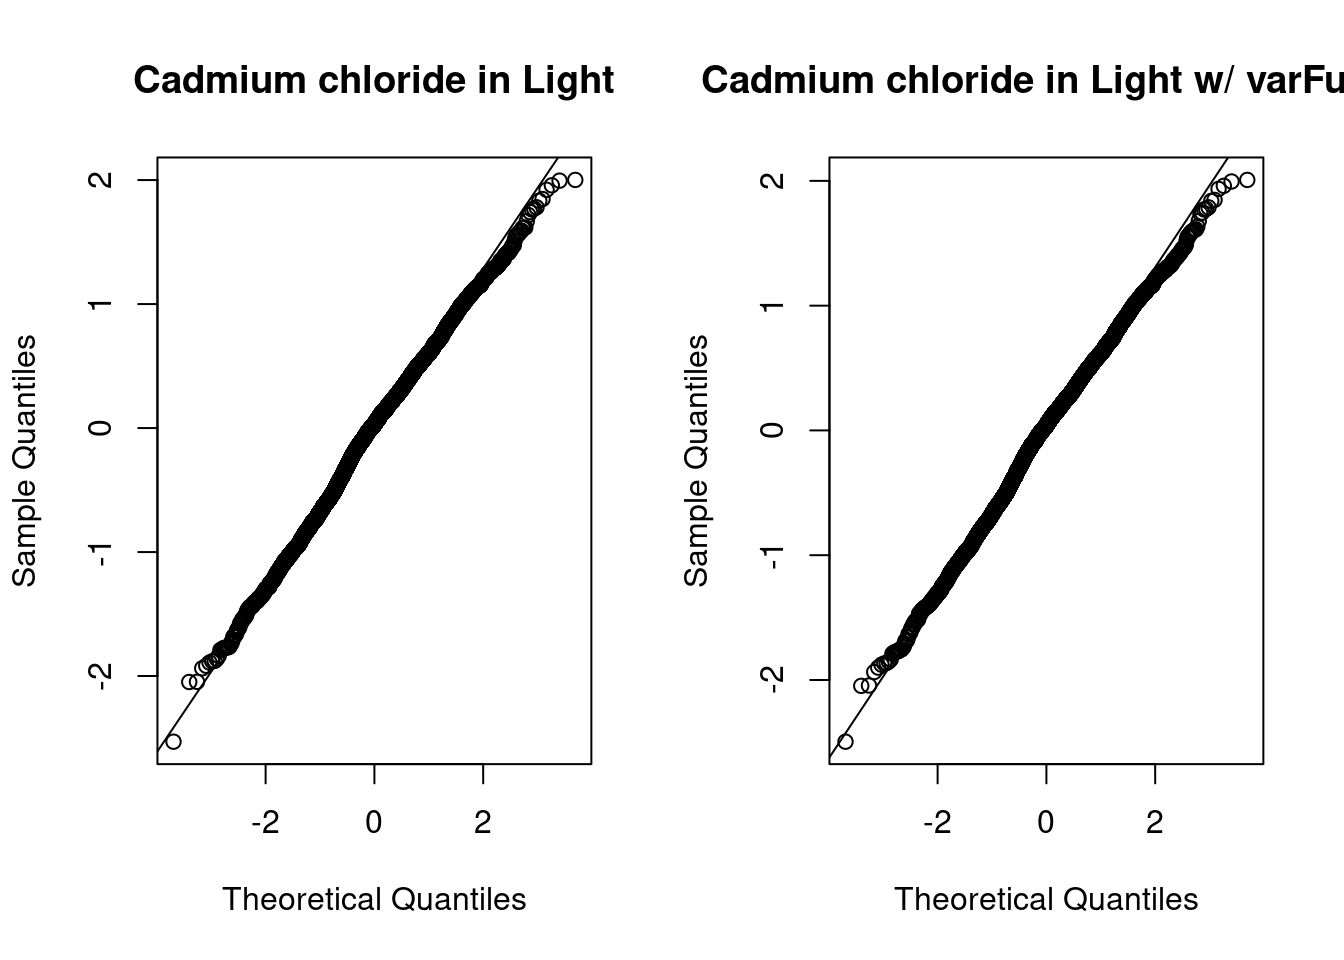 Cadmium chloride in Light
Sample Quantiles
2
1
0
-1
-2
-2 0 2
Theoretical Quantiles
Cadmium chloride in Light w/ varFu
Sample Quantiles
2
1
0
-1
-2
-2 0 2
Theoretical Quantiles